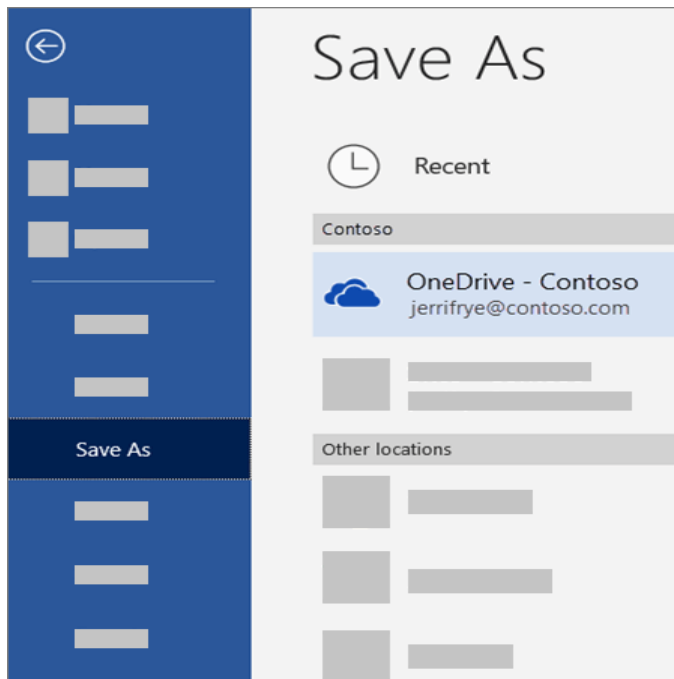 Save As
Recent
Contoso
OneDrive - Contoso
jerrifrye@contoso.com
Save As
Other locations